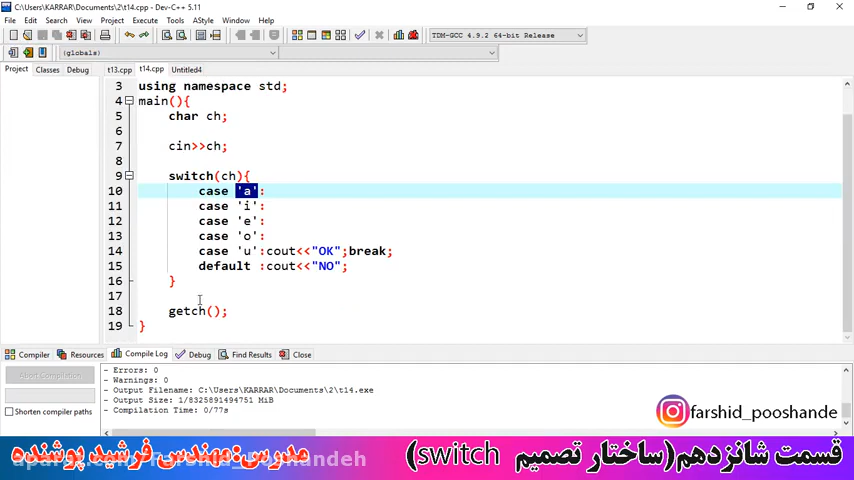 C:\Users\KARRAR\Documents\2\t14.cpp - Dev-C++ 5.11
File Edit Search View Project Execute Tools AStyle Window Help
TDM-GCC 4.9.2 64-bit Release
(globals)
Project Classes Debug t13.cpp t14.cpp Untitled4
3 using namespace std;
4 main(){
5 char ch;
6
7 cin>>ch;
8
9 switch(ch){
10 case 'a':
11 case 'i':
12 case 'e':
13 case 'o':
14 case 'u':cout<<"OK";break;
15 default :cout<<"NO";
16 }
17
18 getch();
19 }
Compiler Resources Compile Log Debug Find Results Close
Abort Compilation
Shorten compiler paths
- Errors: 0
- Warnings: 0
- Output Filename: C:\Users\KARRAR\Documents\2\t14.exe
- Output Size: 1/8325891494751 MiB
- Compilation Time: 0/77s
farshid_pooshande
قسمت شانزدهم(ساختار تصمیم switch)
مدرس:مهندس فرشید پوشنده
aparat.com/Farshid_Pooshandeh